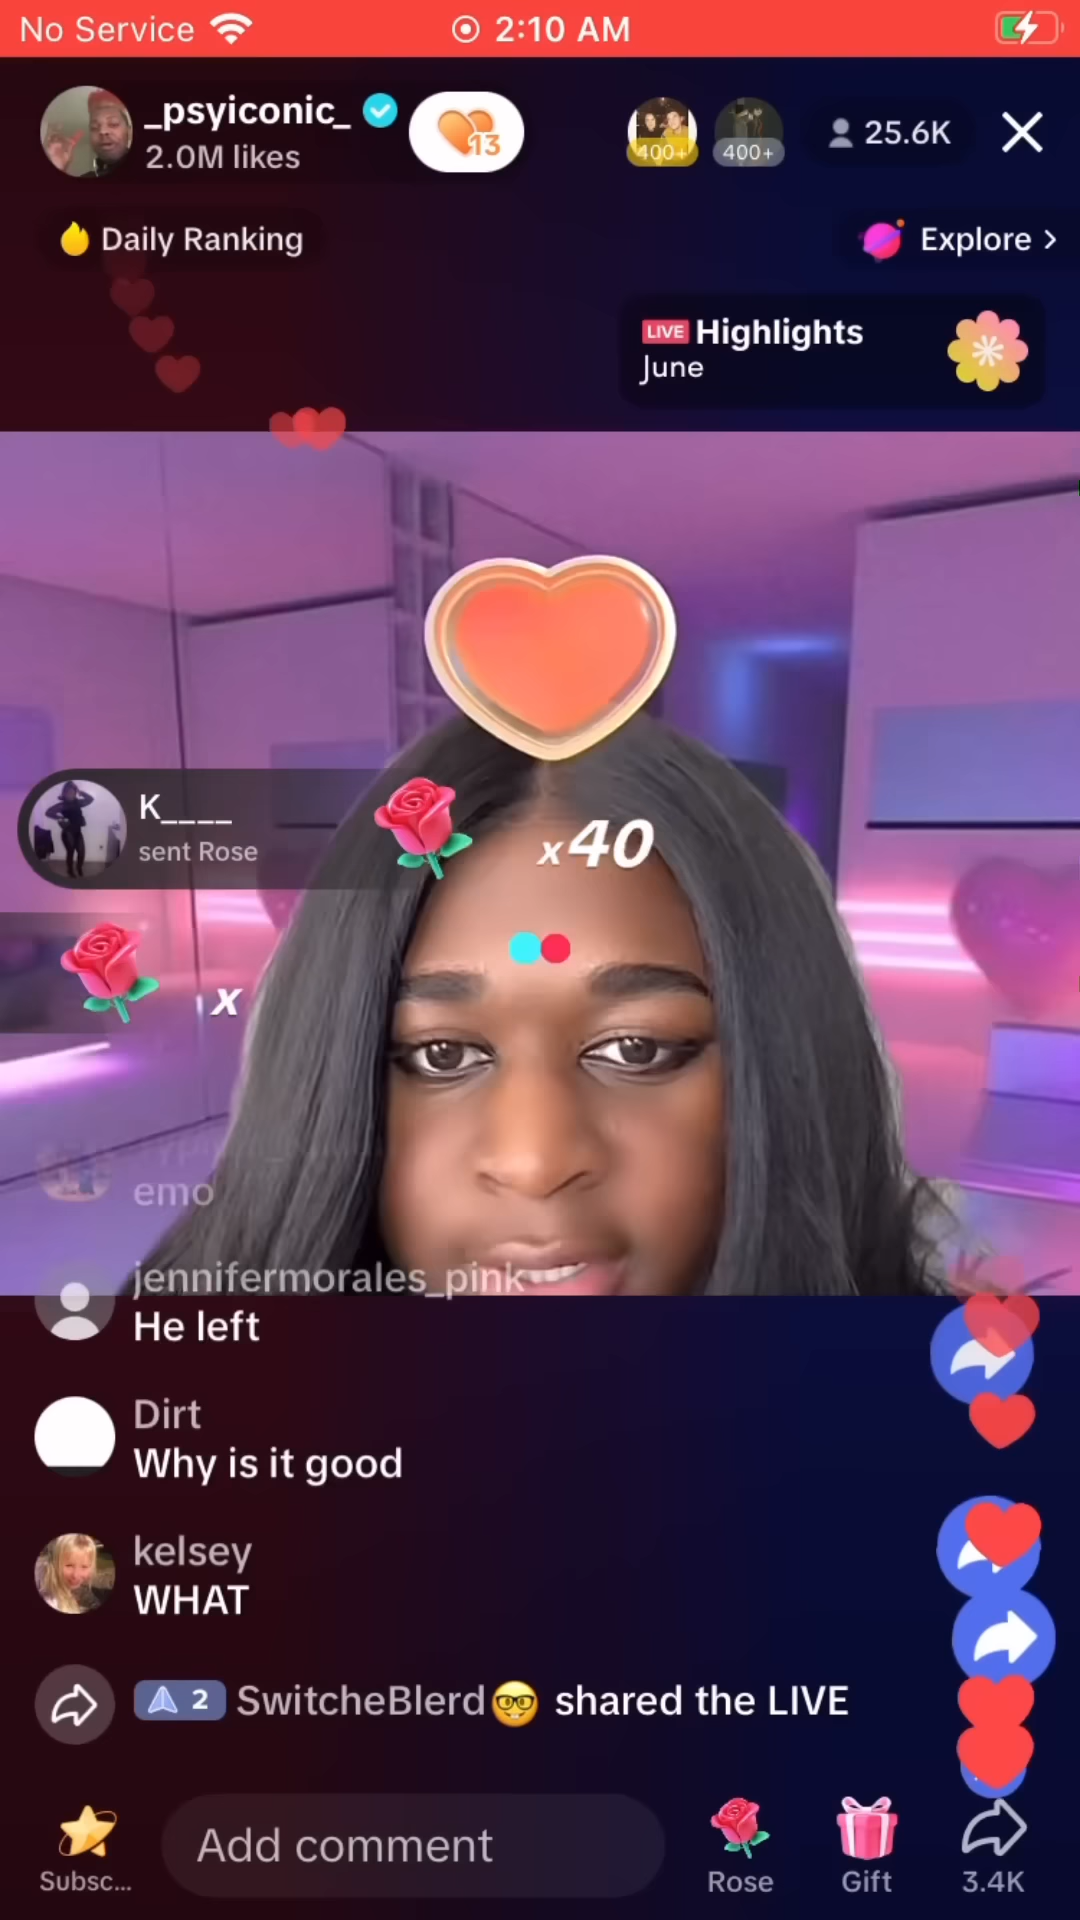 No Service
2:10 AM
_psyiconic_
2.0M likes
13
400+
400+
25.6K
Daily Ranking
Explore
LIVE Highlights
June
K____
sent Rose
x40
x
emo
jennifermorales_pink
He left
Dirt
Why is it good
kelsey
WHAT
2 SwitcheBlerd🤓 shared the LIVE
Subsc...
Add comment
Rose
Gift
3.4K